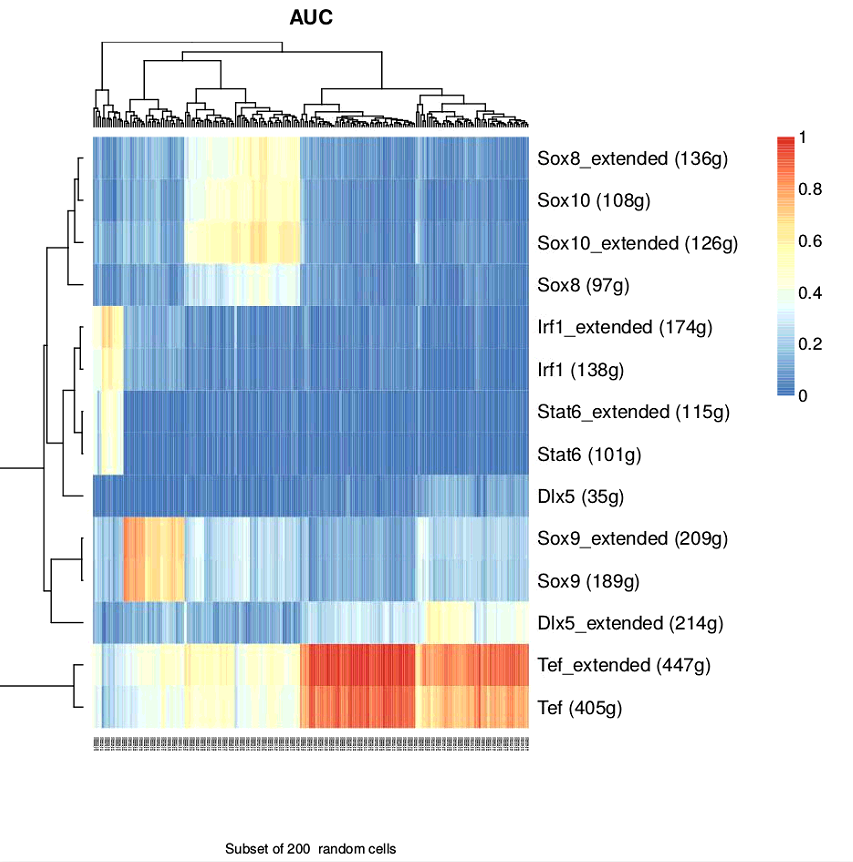 AUC
Sox8_extended (136g)
Sox10 (108g)
Sox10_extended (126g)
Sox8 (97g)
Irf1_extended (174g)
Irf1 (138g)
Stat6_extended (115g)
Stat6 (101g)
Dlx5 (35g)
Sox9_extended (209g)
Sox9 (189g)
Dlx5_extended (214g)
Tef_extended (447g)
Tef (405g)
1
0.8
0.6
0.4
0.2
0
Subset of 200 random cells